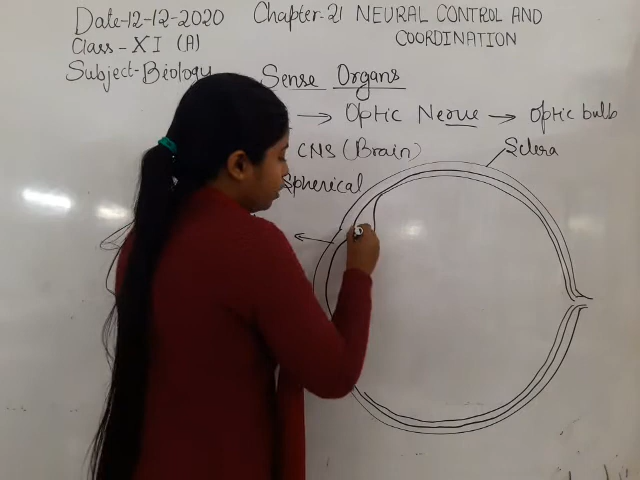 Date-12-12-2020 Chapter-21 NEURAL CONTROL AND
Class-XI (A) COORDINATION
Subject-Biology Sense Organs
→ Optic Nerve → Optic bulb
CNS (Brain) Sclera
Spherical